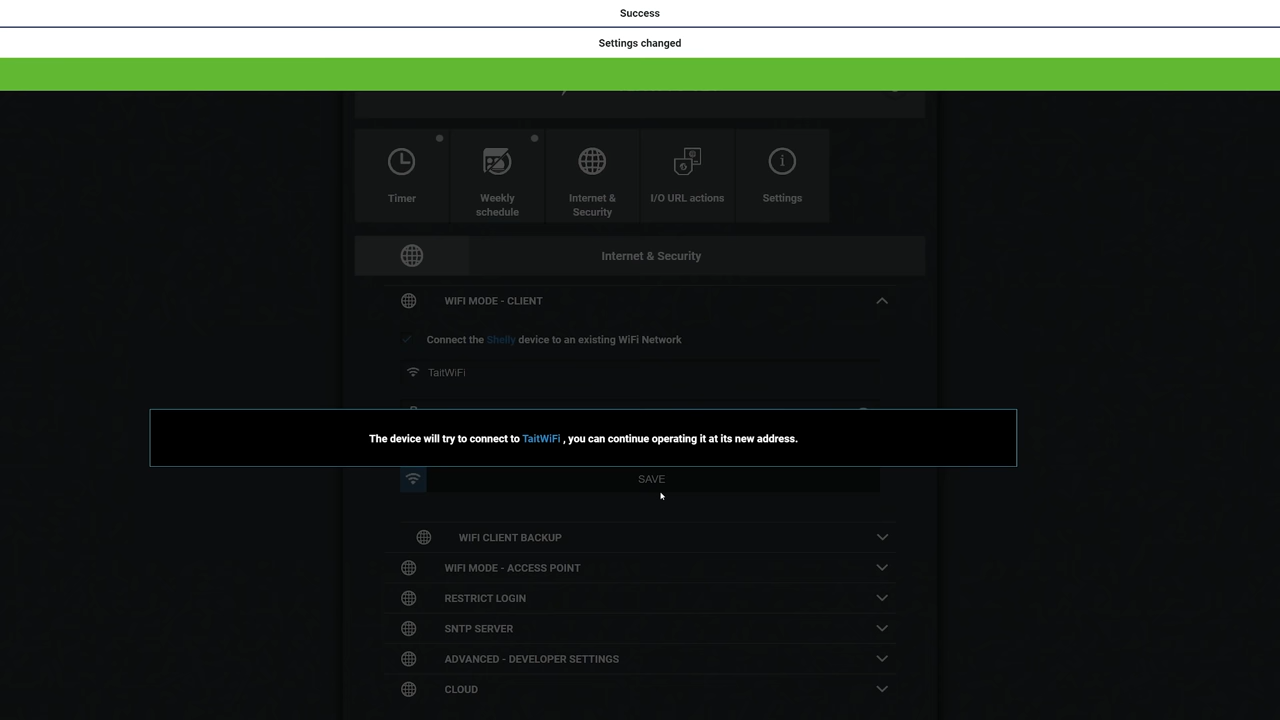 Success
Settings changed
Timer
Weekly
schedule
Internet &
Security
I/O URL actions
Settings
Internet & Security
WIFI MODE - CLIENT
Connect the Shelly device to an existing WiFi Network
TaitWiFi
The device will try to connect to TaitWiFi , you can continue operating it at its new address.
SAVE
WIFI CLIENT BACKUP
WIFI MODE - ACCESS POINT
RESTRICT LOGIN
SNTP SERVER
ADVANCED - DEVELOPER SETTINGS
CLOUD